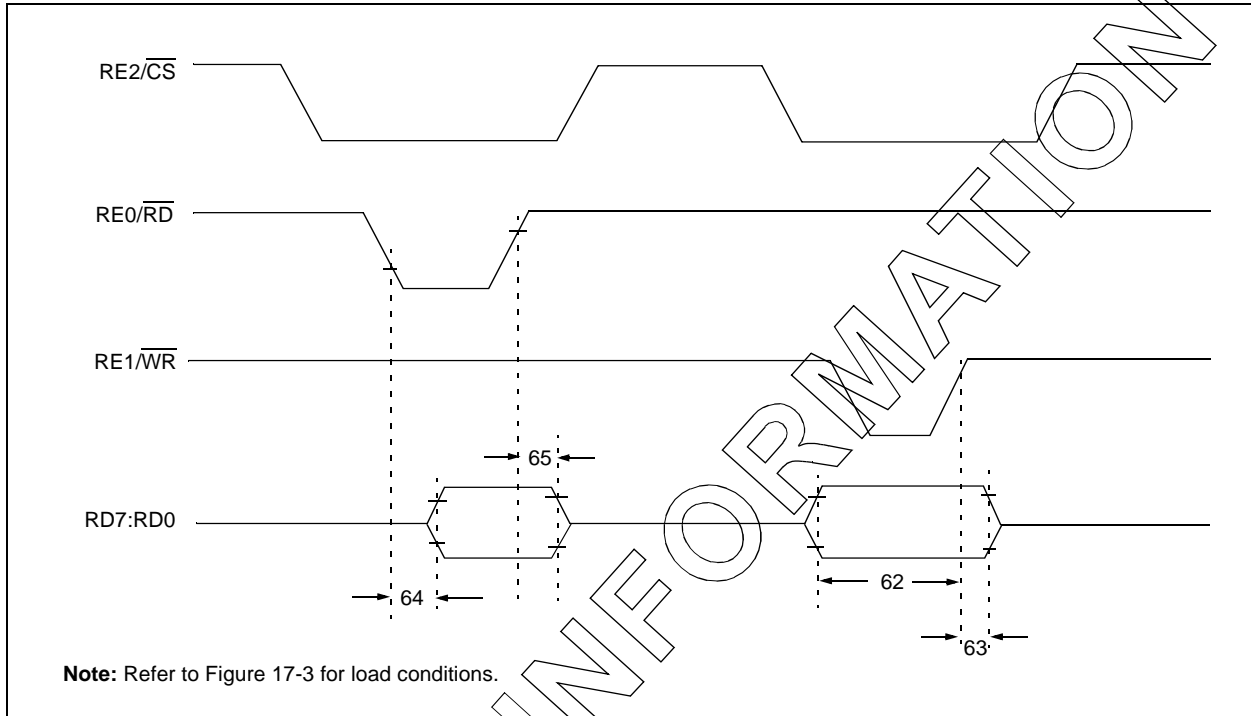 RE2/CS
RE0/RD
RE1/WR
65
RD7:RD0
64
62
63
Note: Refer to Figure 17-3 for load conditions.
INFORMATION